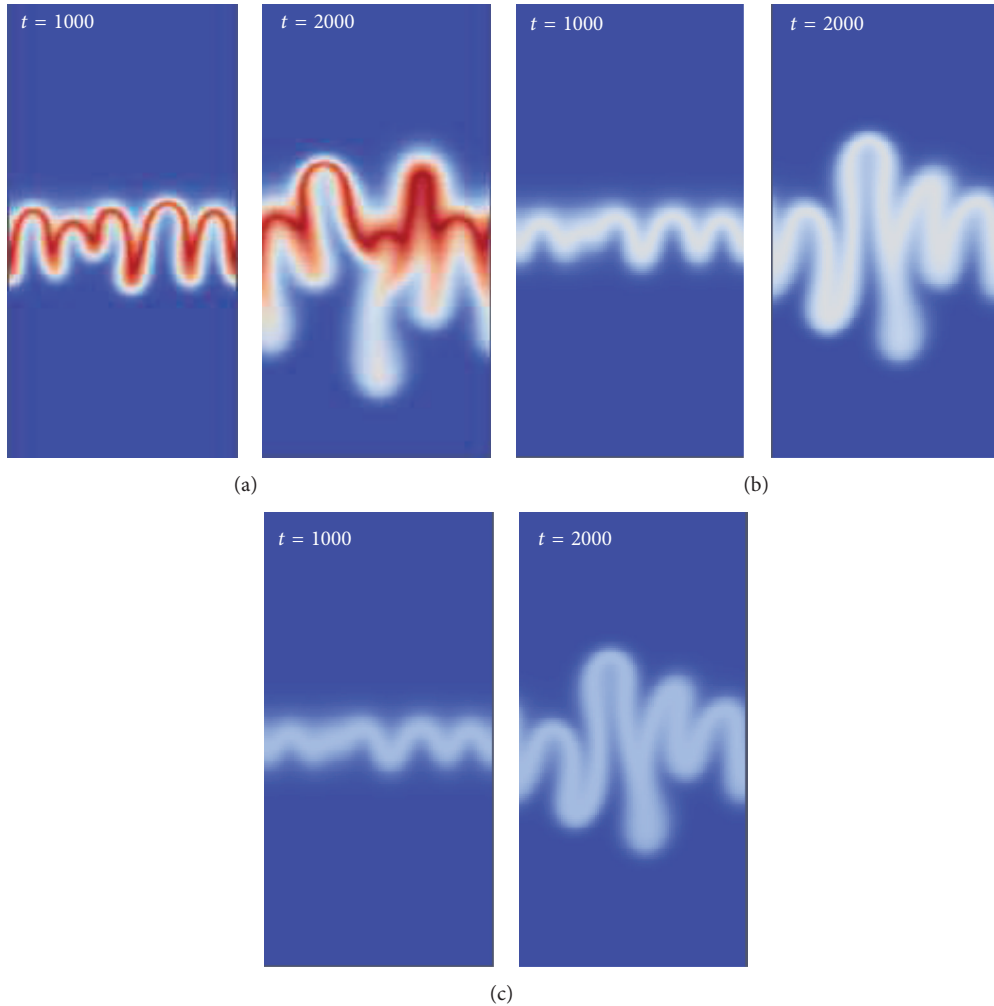 t = 1000
t = 2000
t = 1000
t = 2000
(a)
(b)
t = 1000
t = 2000
(c)